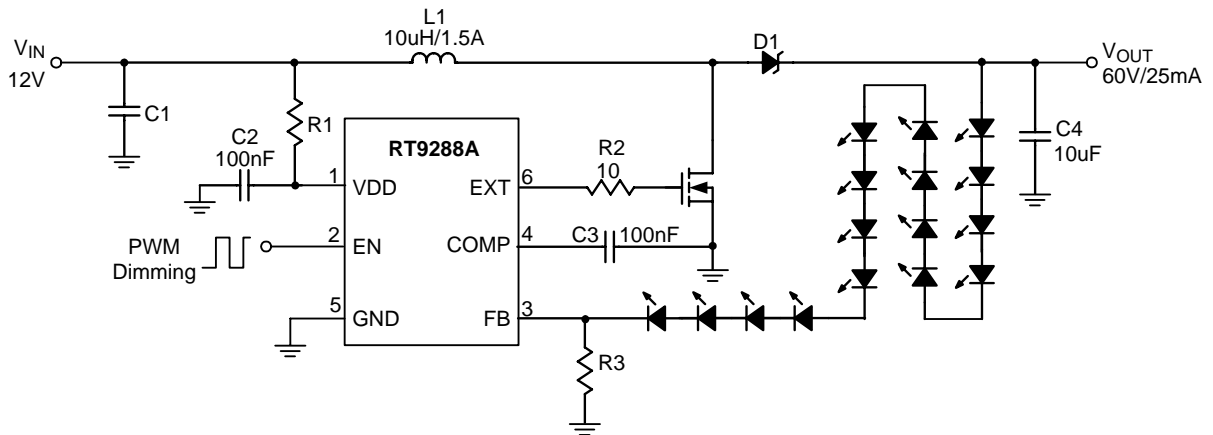 L1
10uH/1.5A
D1
VIN
12V
VOUT
60V/25mA
C1
R1
C2
100nF
RT9288A
R2
10
C4
10uF
1
VDD
EXT
6
PWM
Dimming
2
EN
COMP
4
C3
100nF
5
GND
FB
3
R3